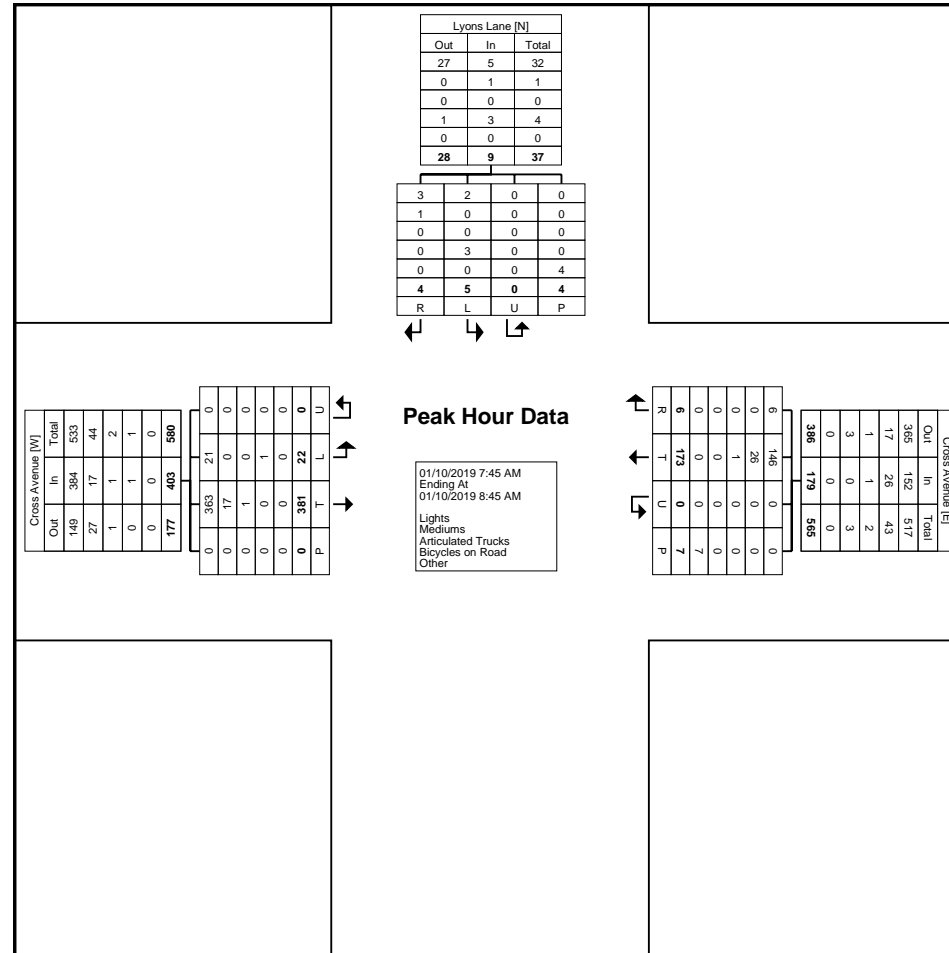 Lyons Lane [N]
Out In Total
27 5 32
0 1 1
0 0 0
1 3 4
0 0 0
28 9 37
3 2 0 0
1 0 0 0
0 0 0 0
0 3 0 0
0 0 0 4
4 5 0 4
R L U P
Peak Hour Data
01/10/2019 7:45 AM
Ending At
01/10/2019 8:45 AM
Lights
Mediums
Articulated Trucks
Bicycles on Road
Other
Cross Avenue [W]
Total 533 44 2 1 0 580
In 384 17 1 1 0 403
Out 149 27 1 0 0 177
0 0 0 0 0 0 U
21 0 0 1 0 22 L
363 17 1 0 0 381 T
0 0 0 0 0 0 P
R 6 0 0 0 0 6
T 173 0 0 1 26 146
U 0 0 0 0 0 0
P 7 7 0 0 0 0
386 0 3 1 17 365 Out
179 0 0 1 26 152 In
565 0 3 2 43 517 Total
Cross Avenue [E]